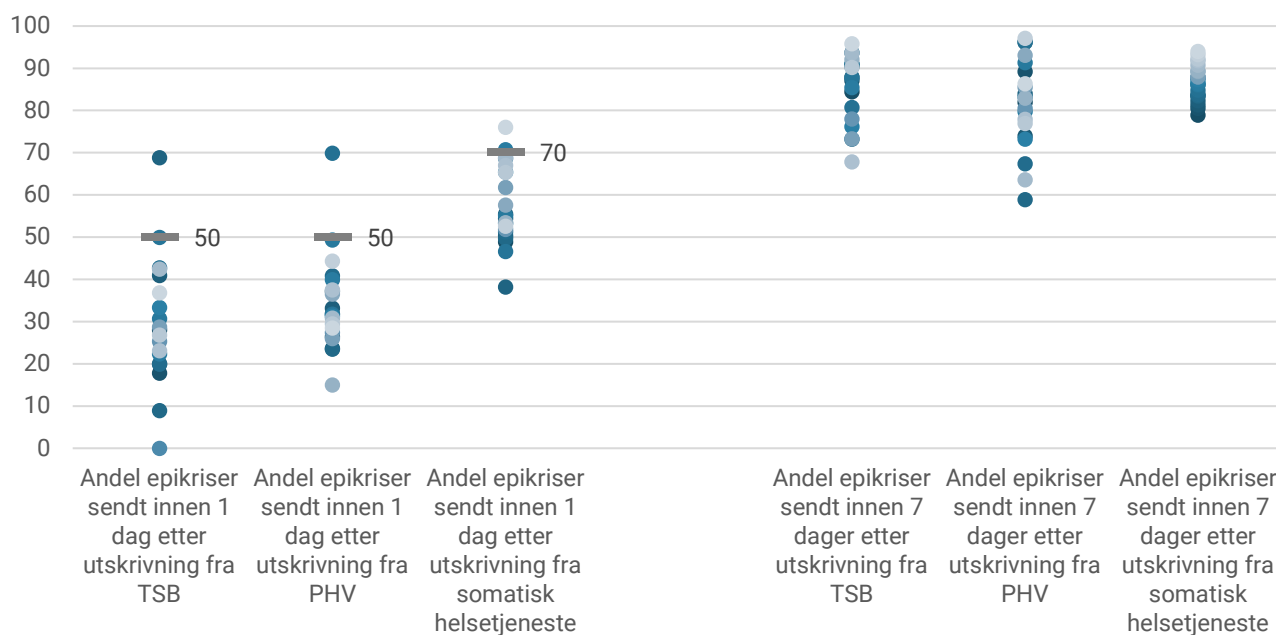 100
90
80
70
60
50
40
30
20
10
0
50
50
70
Andel epikriser
sendt innen 1
dag etter
utskrivning fra
TSB
Andel epikriser
sendt innen 1
dag etter
utskrivning fra
PHV
Andel epikriser
sendt innen 1
dag etter
utskrivning fra
somatisk
helsetjeneste
Andel epikriser
sendt innen 7
dager etter
utskrivning fra
TSB
Andel epikriser
sendt innen 7
dager etter
utskrivning fra
PHV
Andel epikriser
sendt innen 7
dager etter
utskrivning fra
somatisk
helsetjeneste